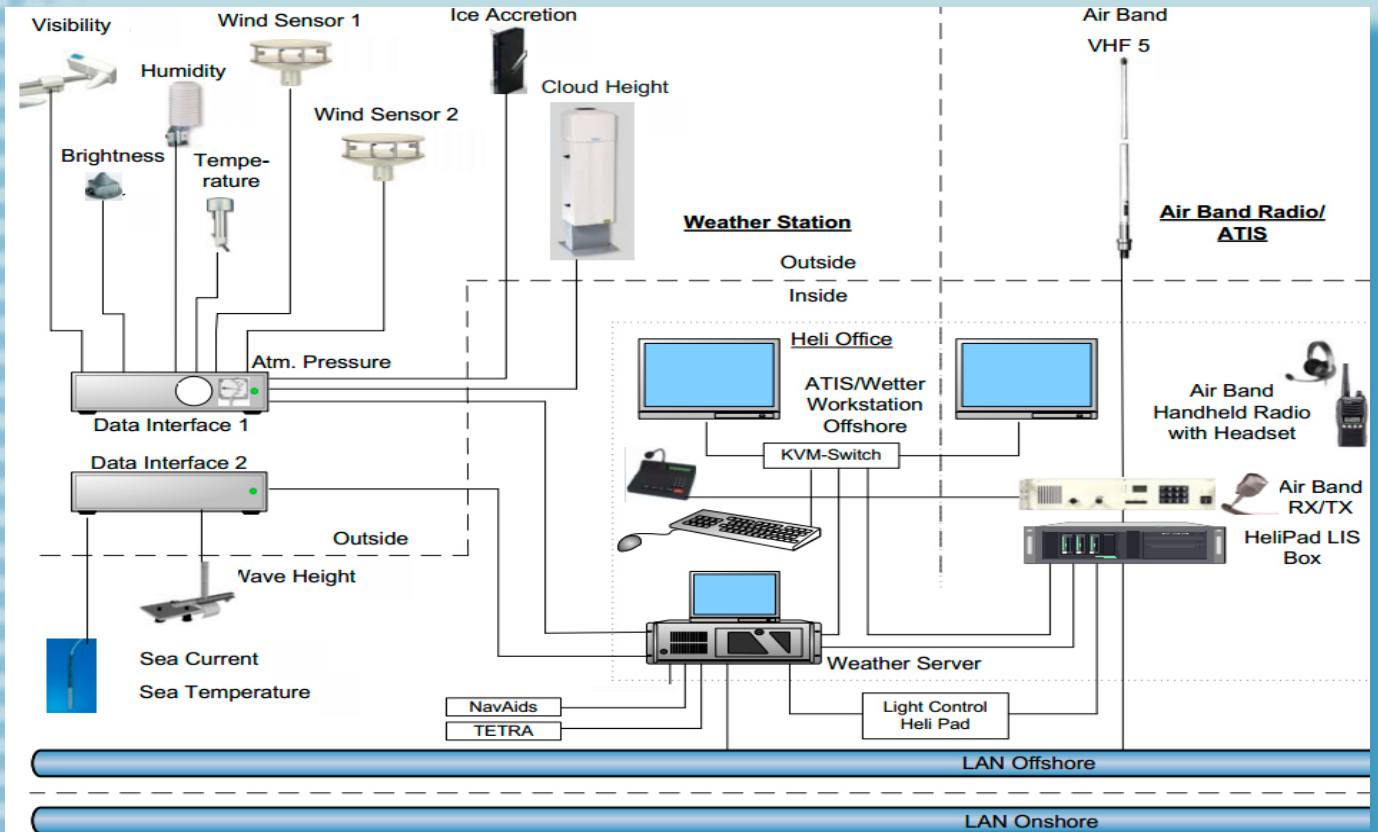 Visibility
Wind Sensor 1
Ice Accretion
Air Band
VHF 5
Humidity
Cloud Height
Wind Sensor 2
Brightness
Tempe-
rature
Weather Station
Air Band Radio/
ATIS
Outside
Inside
Heli Office
Atm. Pressure
ATIS/Wetter
Workstation
Offshore
Air Band
Handheld Radio
with Headset
Data Interface 1
KVM-Switch
Data Interface 2
Air Band
RX/TX
Outside
HeliPad LIS
Box
Wave Height
Sea Current
Weather Server
Sea Temperature
NavAids
Light Control
Heli Pad
TETRA
LAN Offshore
LAN Onshore